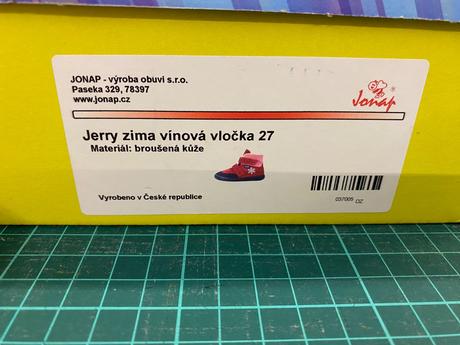 JONAP - výroba obuvi s.r.o.
Paseka 329, 78397
www.jonap.cz
Jonap
Jerry zima vínová vločka 27
Materiál: broušená kůže
Vyrobeno v České republice
037005 OZ